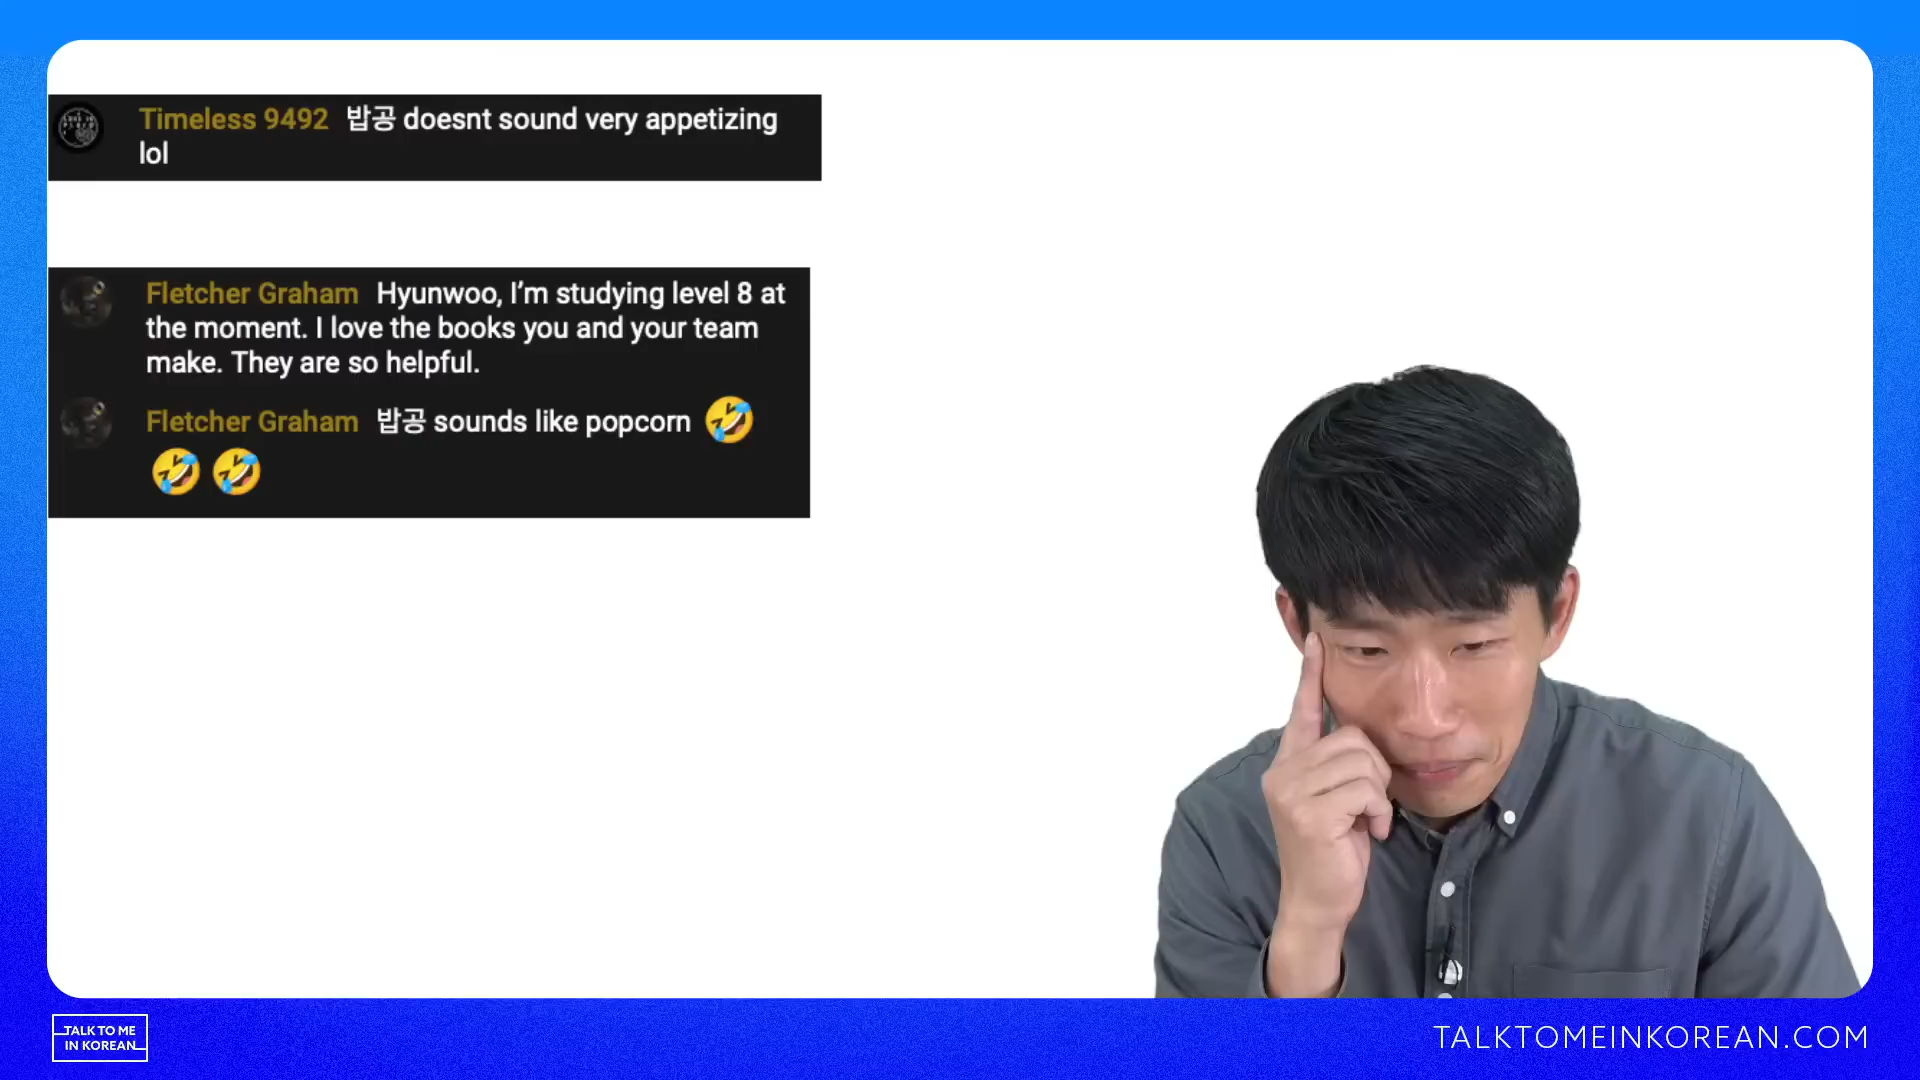 Timeless 9492 밥공 doesnt sound very appetizing
lol
Fletcher Graham Hyunwoo, I’m studying level 8 at
the moment. I love the books you and your team
make. They are so helpful.
Fletcher Graham 밥공 sounds like popcorn 🤣
🤣 🤣
TALK TO ME
IN KOREAN
TALKTOMEINKOREAN.COM